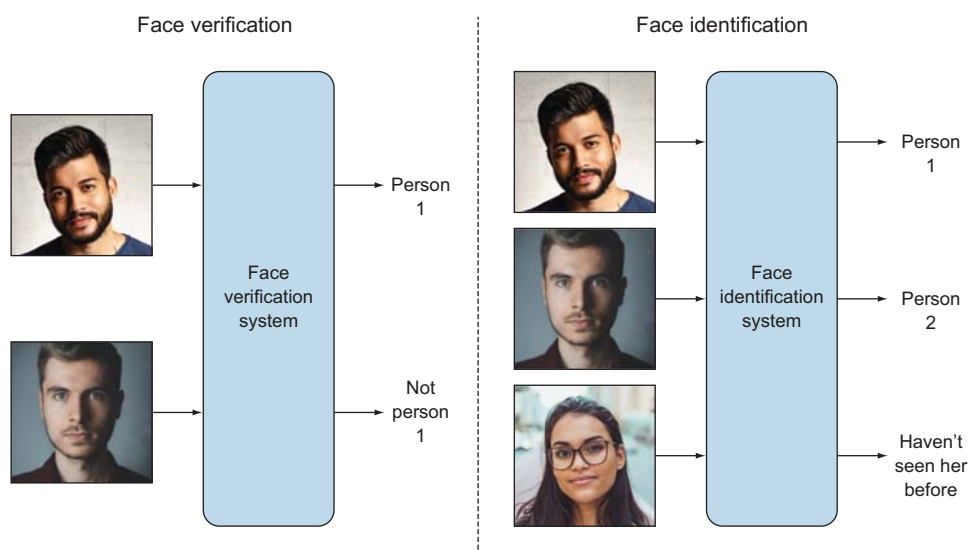 Face verification
Face
verification
system
Person
1
Not
person
1
Face identification
Face
identification
system
Person
1
Person
2
Haven’t
seen her
before